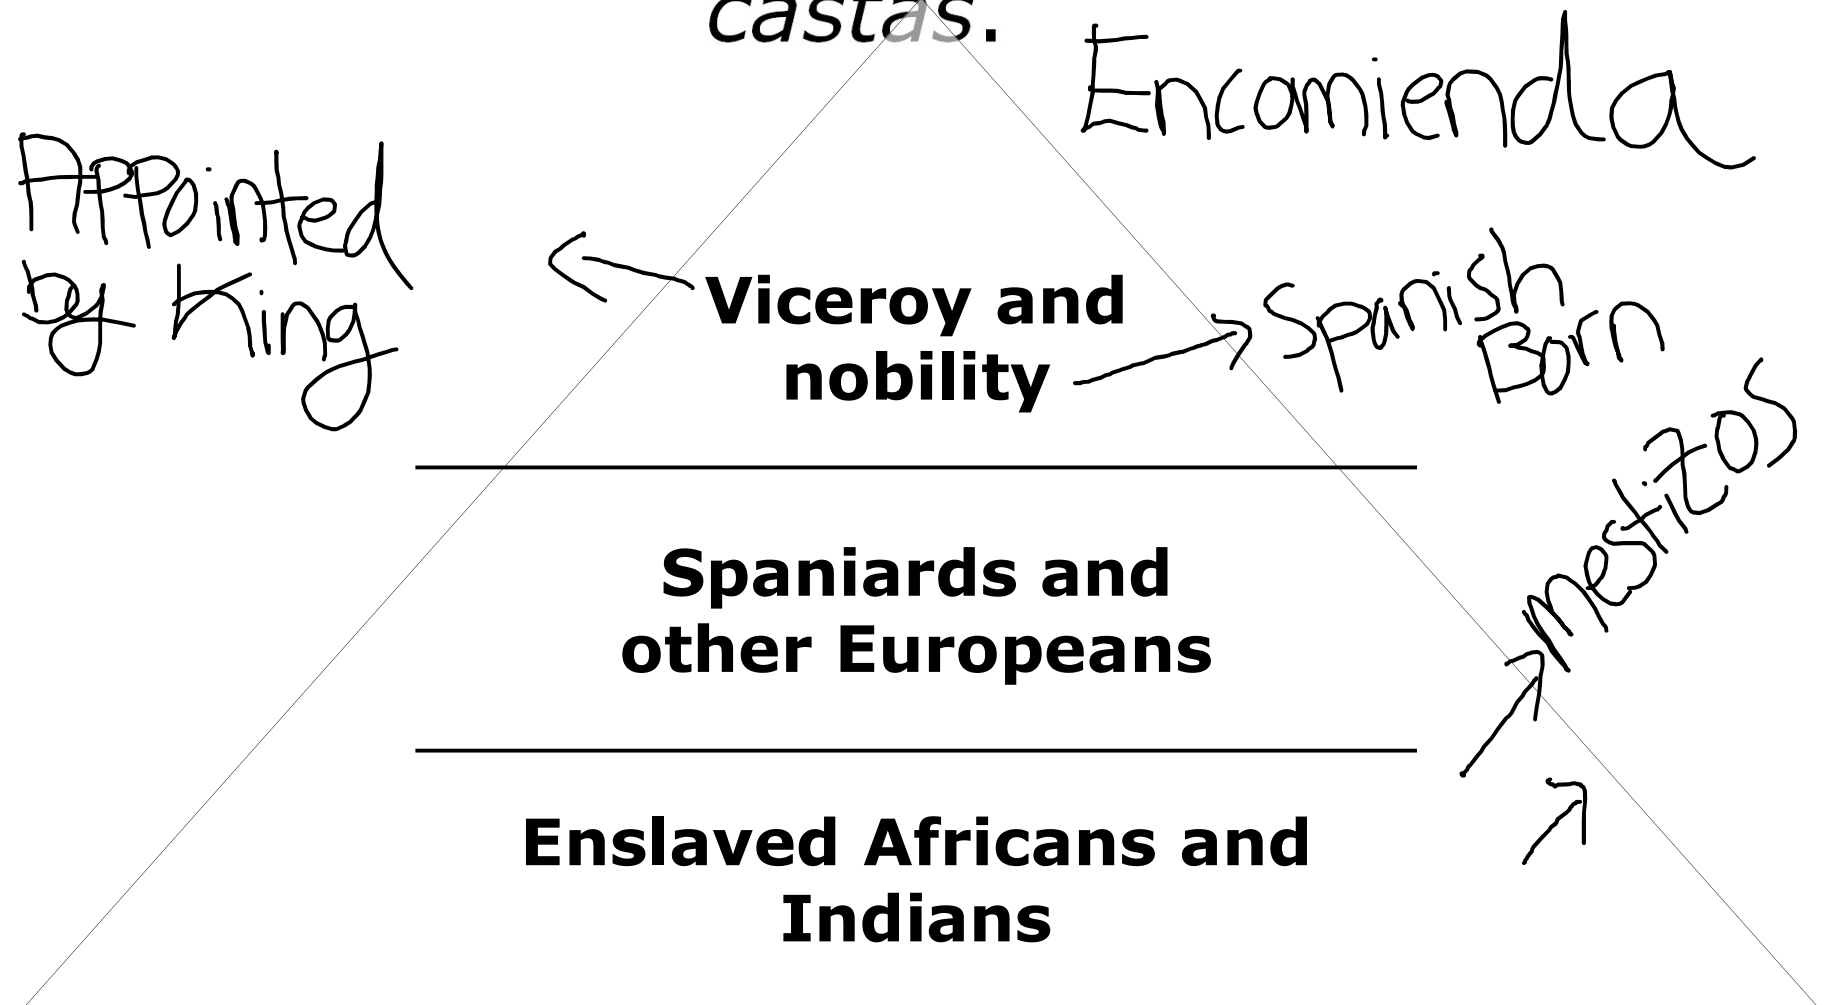 castas.
Encomienda
Appointed
by King
Viceroy and
nobility
Spanish
Born
mestizos
Spaniards and
other Europeans
Enslaved Africans and
Indians